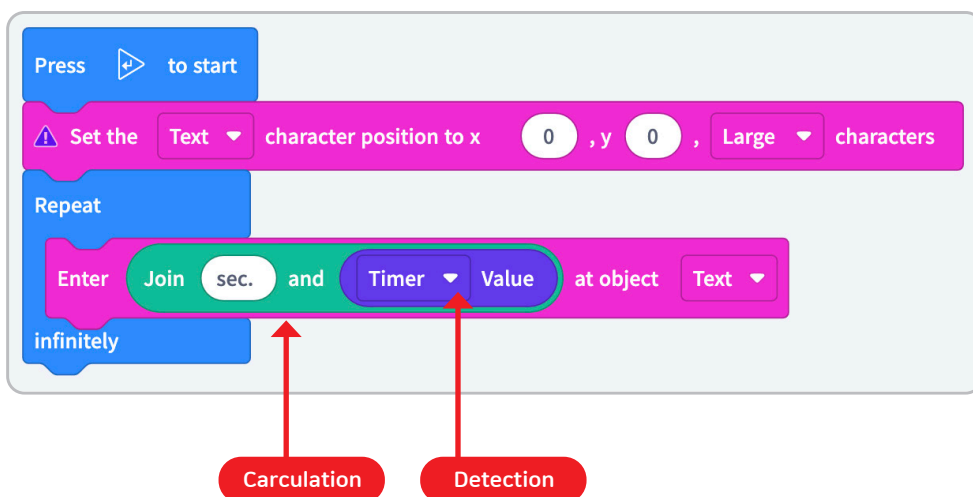 Press to start
Set the Text character position to x 0 , y 0 , Large characters
Repeat
Enter Join sec. and Timer Value at object Text
infinitely
Carculation Detection